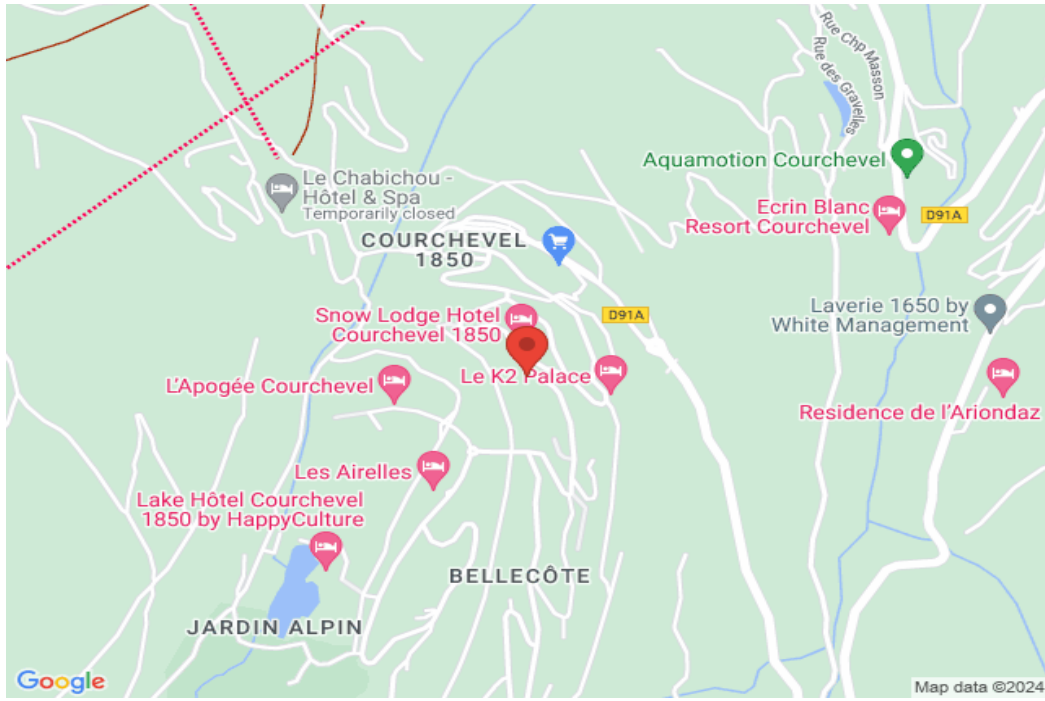 Rue Chp Masson
Rue des Gravelles
Aquamotion Courchevel
Le Chabichou -
Hôtel & Spa
Temporarily closed
Ecrin Blanc
Resort Courchevel
D91A
COURCHEVEL
1850
Snow Lodge Hotel
Courchevel 1850
D91A
Laverie 1650 by
White Management
L'Apogée Courchevel
Le K2 Palace
Residence de l'Ariondaz
Les Airelles
Lake Hôtel Courchevel
1850 by HappyCulture
BELLECÔTE
JARDIN ALPIN
Google
Map data ©2024